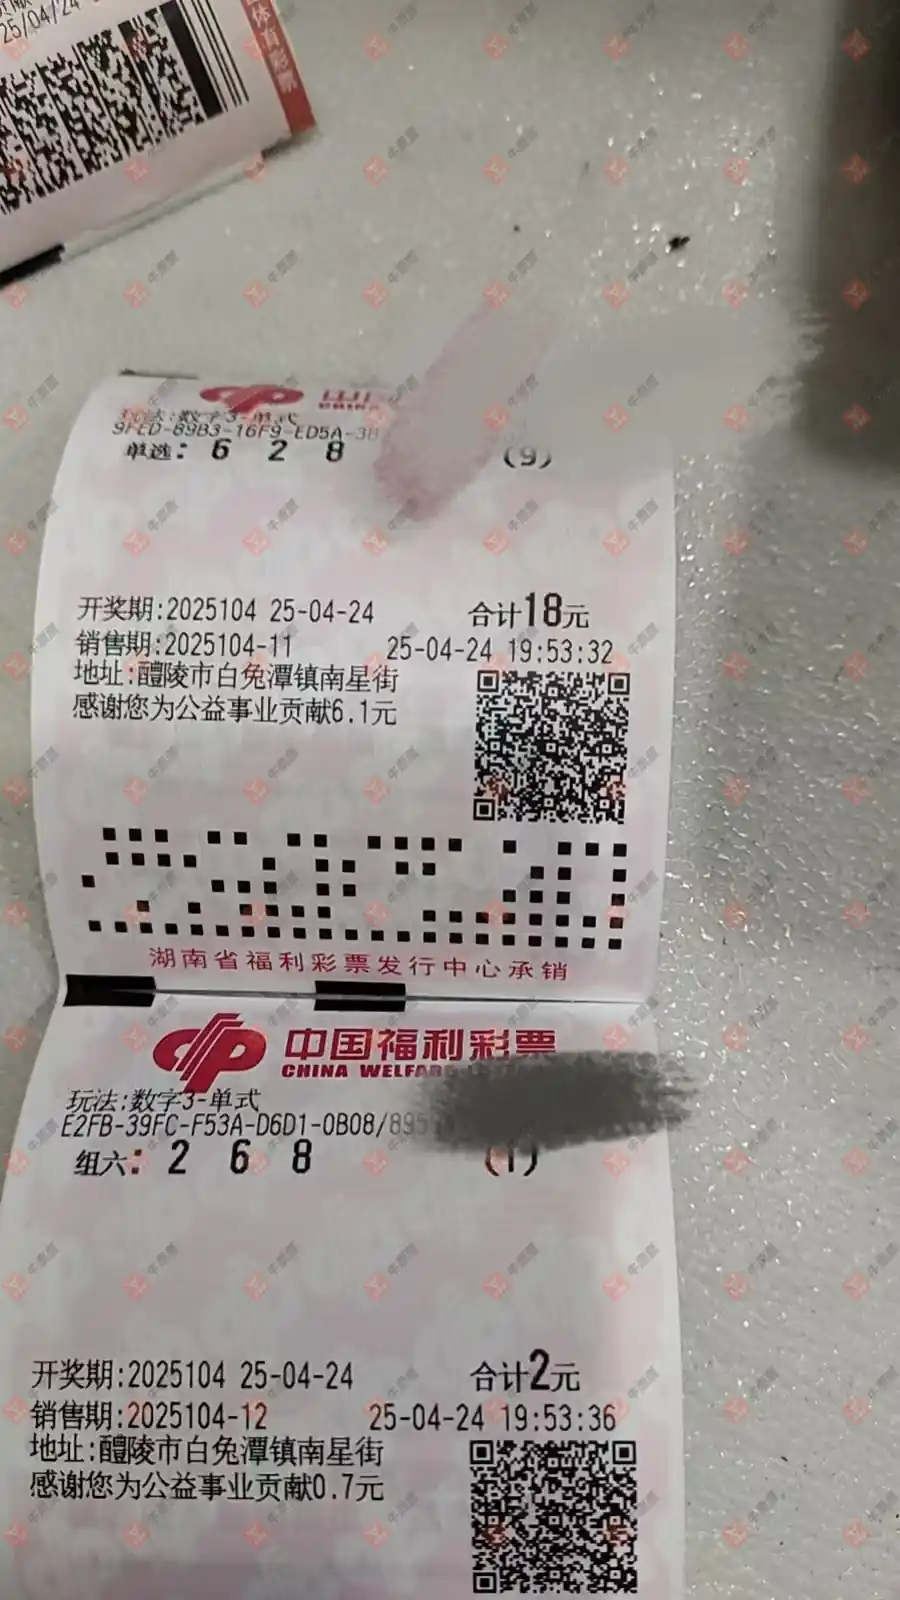 25/04/24
体育彩票
玩法:数字3-单式
9FED-89B3-16F9-ED5A-3B
单选: 6 2 8 (9)
开奖期:2025104 25-04-24 合计18元
销售期:2025104-11 25-04-24 19:53:32
地址:醴陵市白兔潭镇南星街
感谢您为公益事业贡献6.1元
湖南省福利彩票发行中心承销
中国福利彩票
CHINA WELFARE
玩法:数字3-单式
E2FB-39FC-F53A-D6D1-0B08/895
组六: 2 6 8 (1)
开奖期:2025104 25-04-24 合计2元
销售期:2025104-12 25-04-24 19:53:36
地址:醴陵市白兔潭镇南星街
感谢您为公益事业贡献0.7元